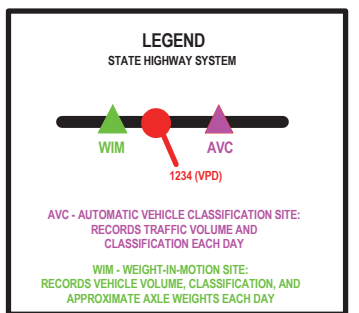 LEGEND
STATE HIGHWAY SYSTEM
WIM AVC
1234 (VPD)
AVC - AUTOMATIC VEHICLE CLASSIFICATION SITE:
RECORDS TRAFFIC VOLUME AND
CLASSIFICATION EACH DAY
WIM - WEIGHT-IN-MOTION SITE:
RECORDS VEHICLE VOLUME, CLASSIFICATION, AND
APPROXIMATE AXLE WEIGHTS EACH DAY